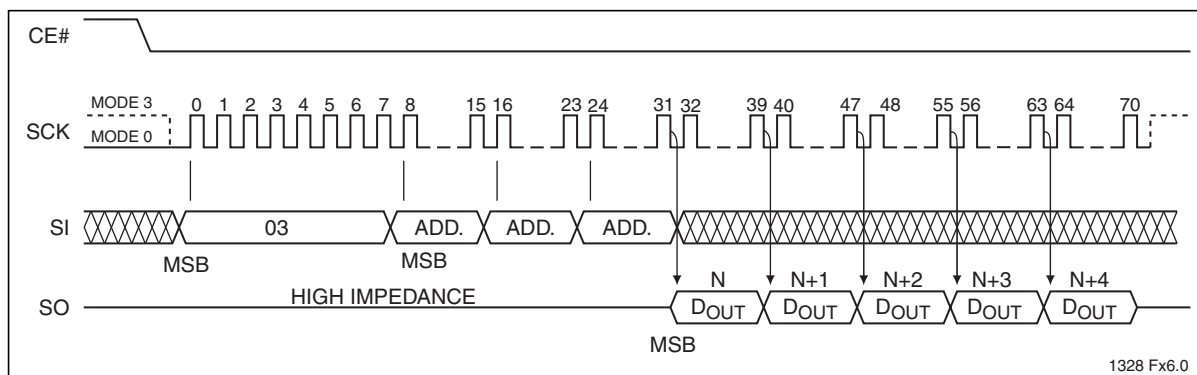 CE#
MODE 3
0 1 2 3 4 5 6 7 8 15 16 23 24 31 32 39 40 47 48 55 56 63 64 70
SCK
MODE 0
SI
03 ADD. ADD. ADD.
MSB MSB
N N+1 N+2 N+3 N+4
HIGH IMPEDANCE
SO
DOUT DOUT DOUT DOUT DOUT
MSB
1328 Fx6.0